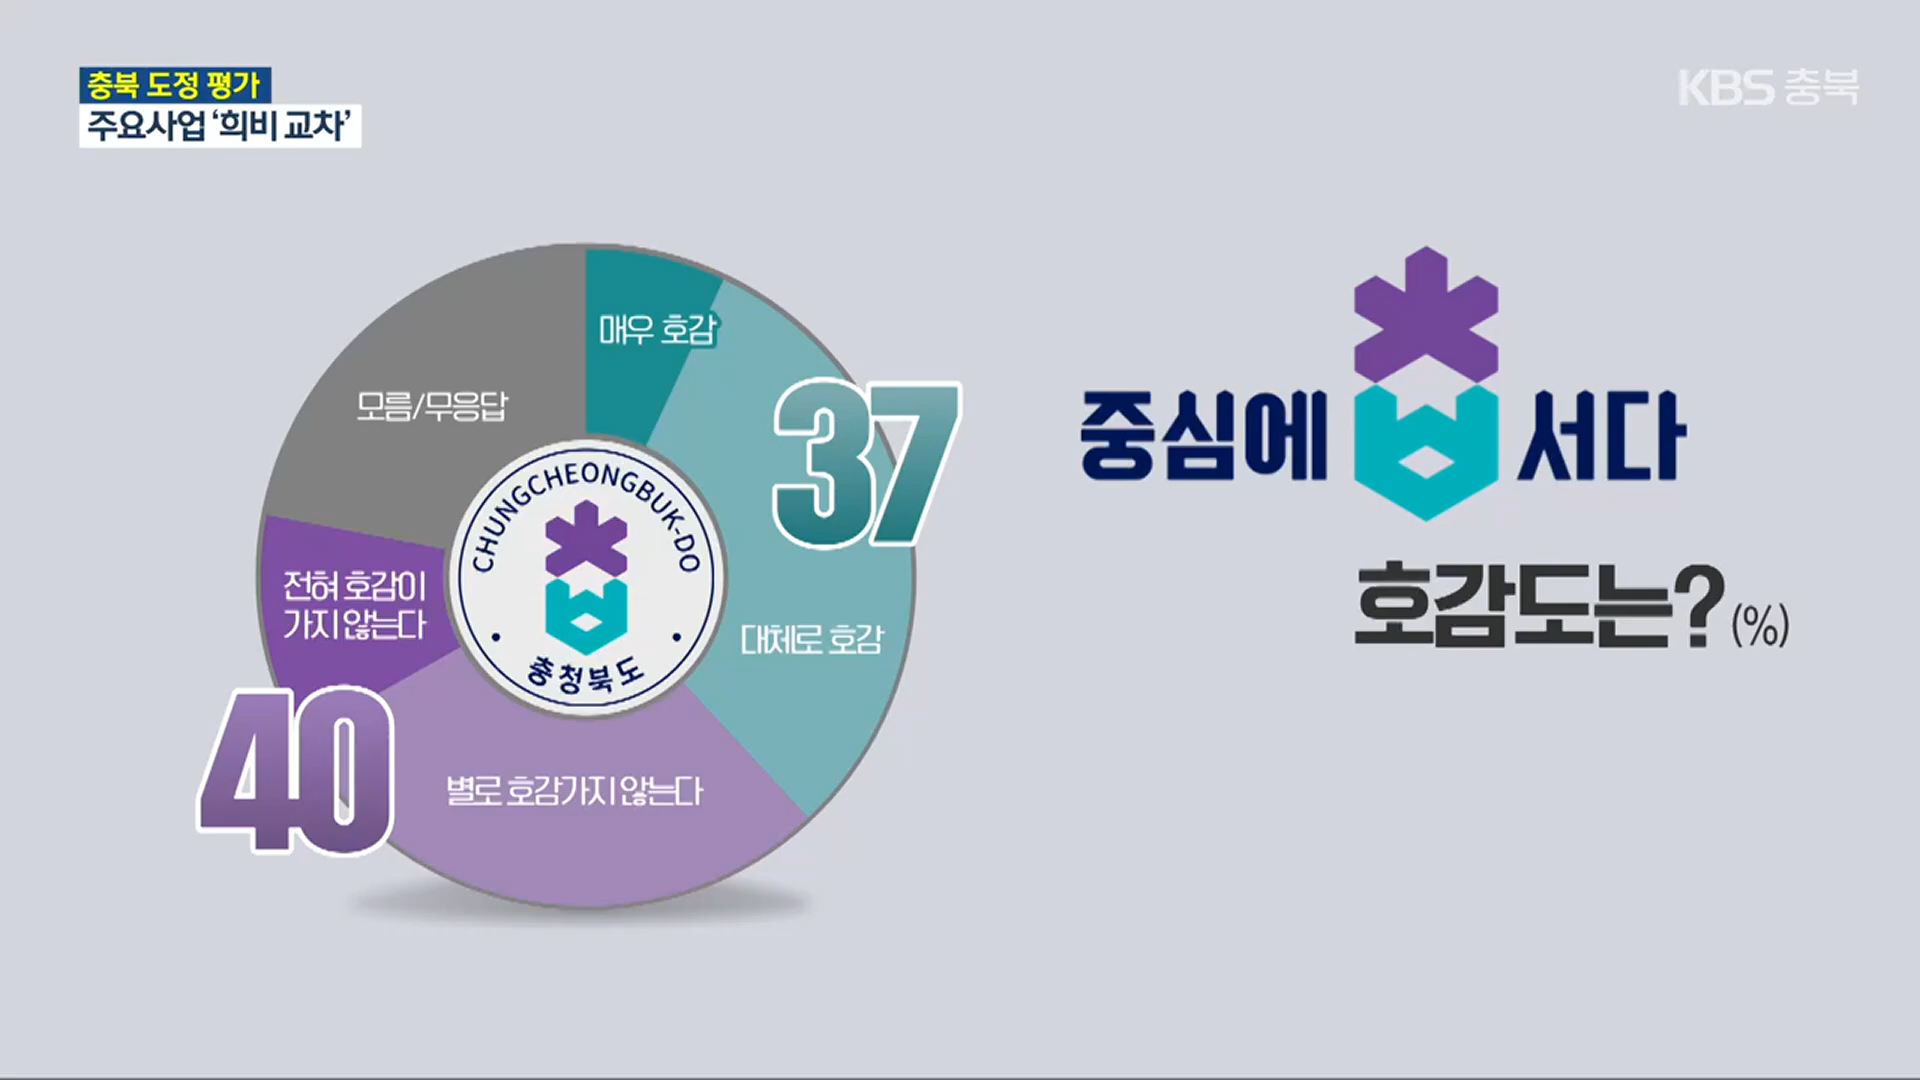 충북 도정 평가
주요사업 ‘희비 교차’
KBS 충북
매우 호감
모름/무응답
37
중심에 충북 서다
호감도는? (%)
CHUNGCHEONGBUK-DO
충청북도
전혀 호감이
가지 않는다
대체로 호감
40
별로 호감가지 않는다